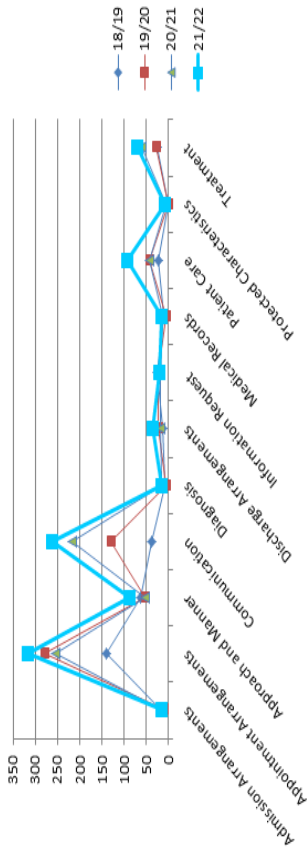 350
300
250
200
150
100
50
0
Admission Arrangements
Appointment Arrangements
Approach and Manner
Communication
Diagnosis
Discharge Arrangements
Information Request
Medical Records
Patient Care
Protected Characteristics
Treatment
18/19
19/20
20/21
21/22